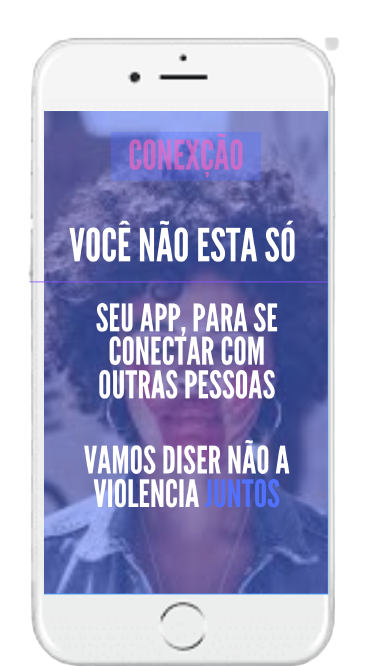 CONEXÇÃO
VOCÊ NÃO ESTA SÓ
SEU APP, PARA SE
CONECTAR COM
OUTRAS PESSOAS
VAMOS DISER NÃO A
VIOLENCIA JUNTOS